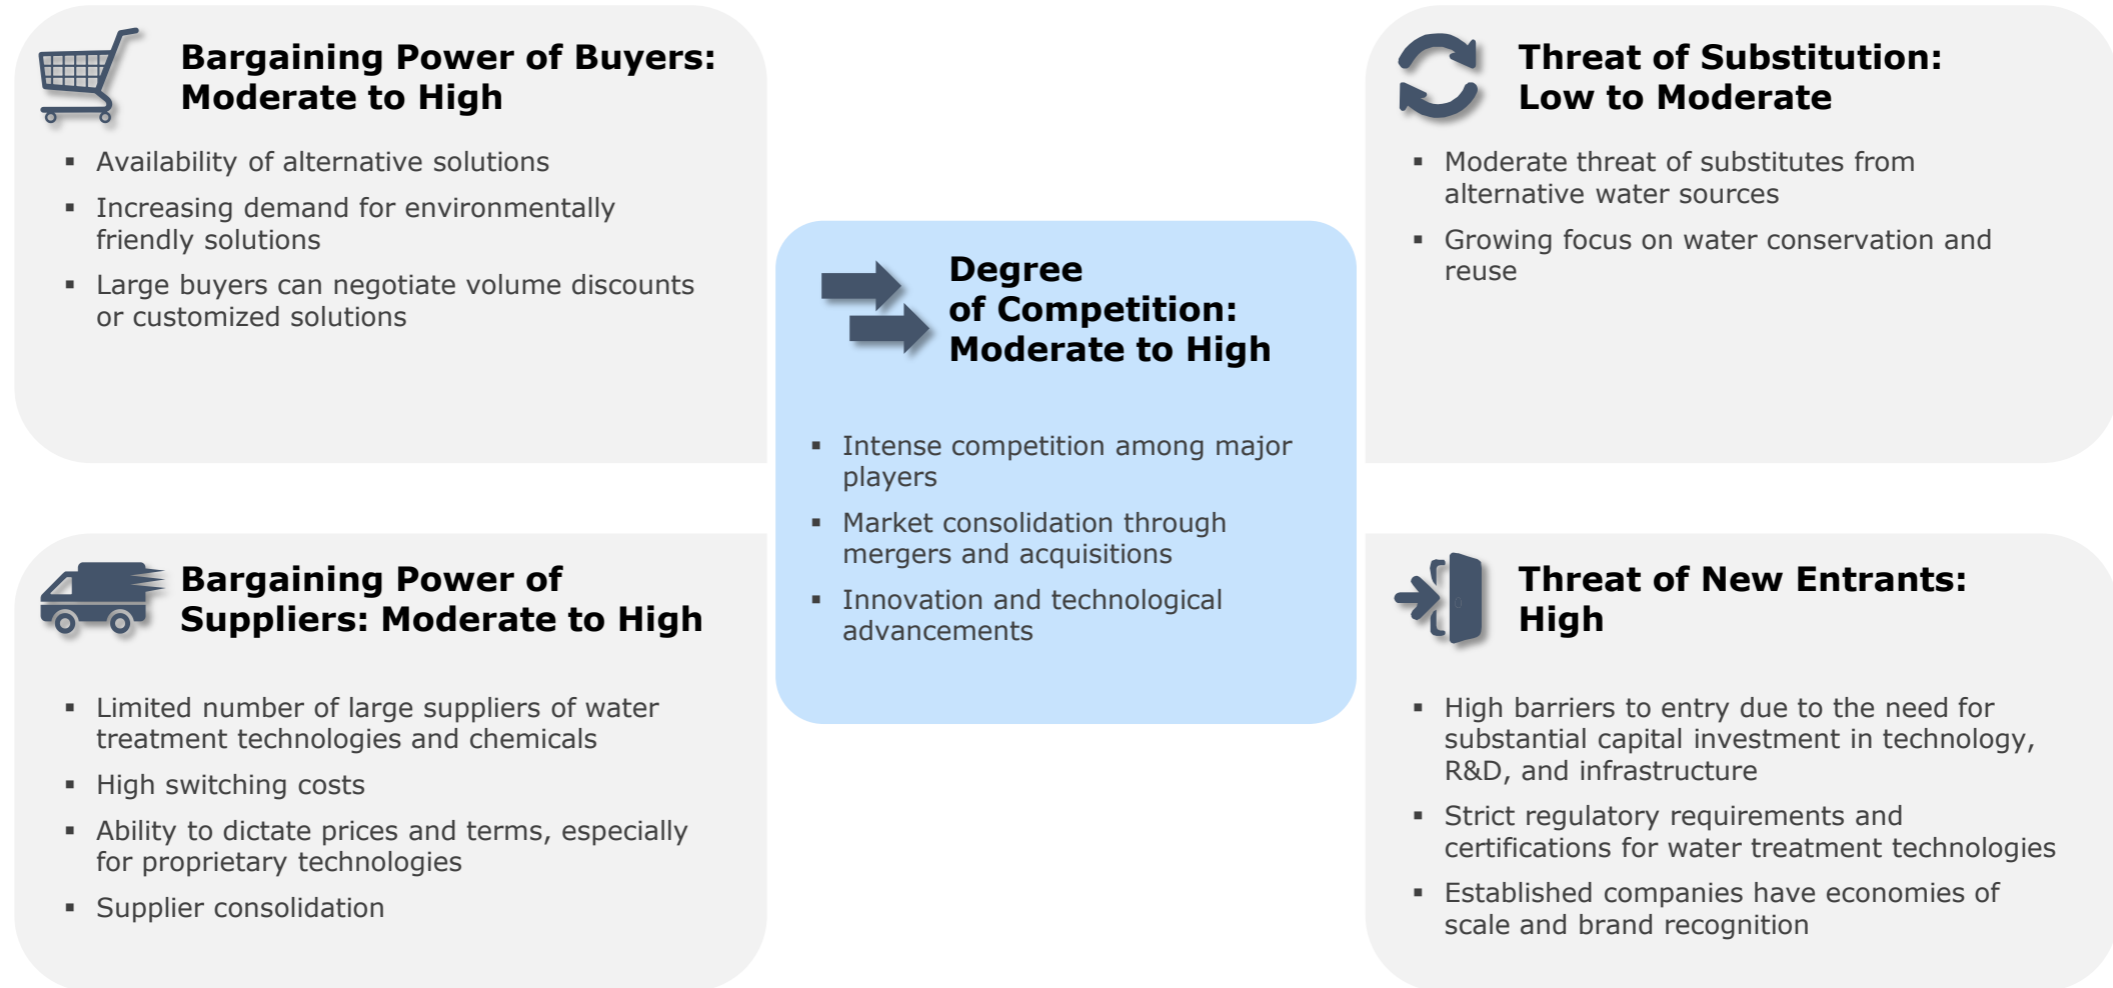 Bargaining Power of Buyers:
Moderate to High
▪ Availability of alternative solutions
▪ Increasing demand for environmentally
friendly solutions
▪ Large buyers can negotiate volume discounts
or customized solutions
Threat of Substitution:
Low to Moderate
▪ Moderate threat of substitutes from
alternative water sources
▪ Growing focus on water conservation and
reuse
Degree
of Competition:
Moderate to High
▪ Intense competition among major
players
▪ Market consolidation through
mergers and acquisitions
▪ Innovation and technological
advancements
Bargaining Power of
Suppliers: Moderate to High
▪ Limited number of large suppliers of water
treatment technologies and chemicals
▪ High switching costs
▪ Ability to dictate prices and terms, especially
for proprietary technologies
▪ Supplier consolidation
Threat of New Entrants:
High
▪ High barriers to entry due to the need for
substantial capital investment in technology,
R&D, and infrastructure
▪ Strict regulatory requirements and
certifications for water treatment technologies
▪ Established companies have economies of
scale and brand recognition